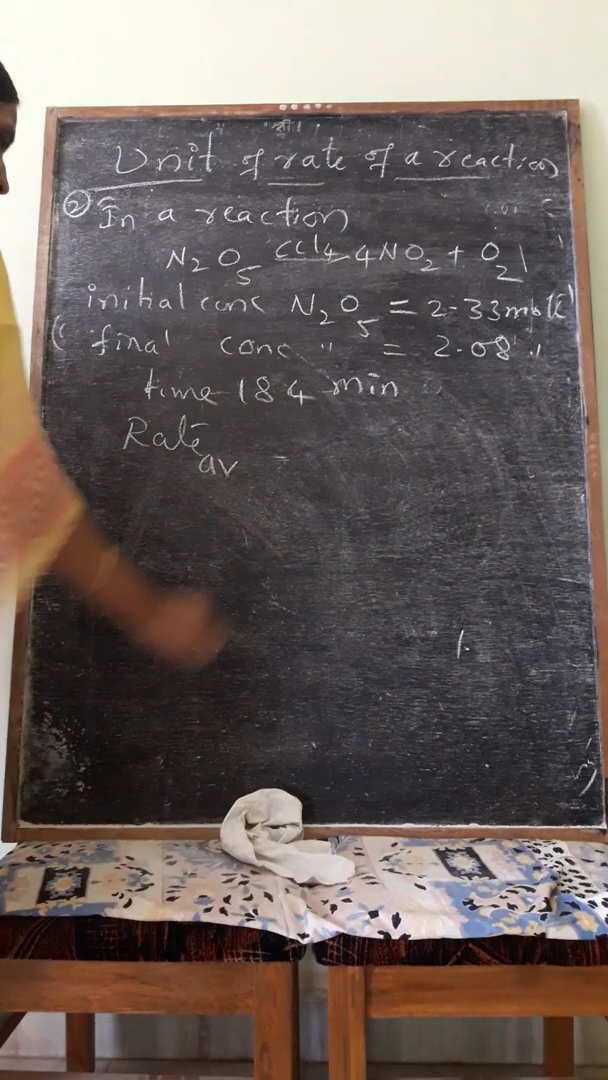 श्री।
Unit of rate of a reaction
② In a reaction
N₂O₅ CCl₄ 4NO₂ + O₂
initial conc N₂O₅ = 2.33 mol
( final conc " = 2.08 "
time 184 min
Rate av